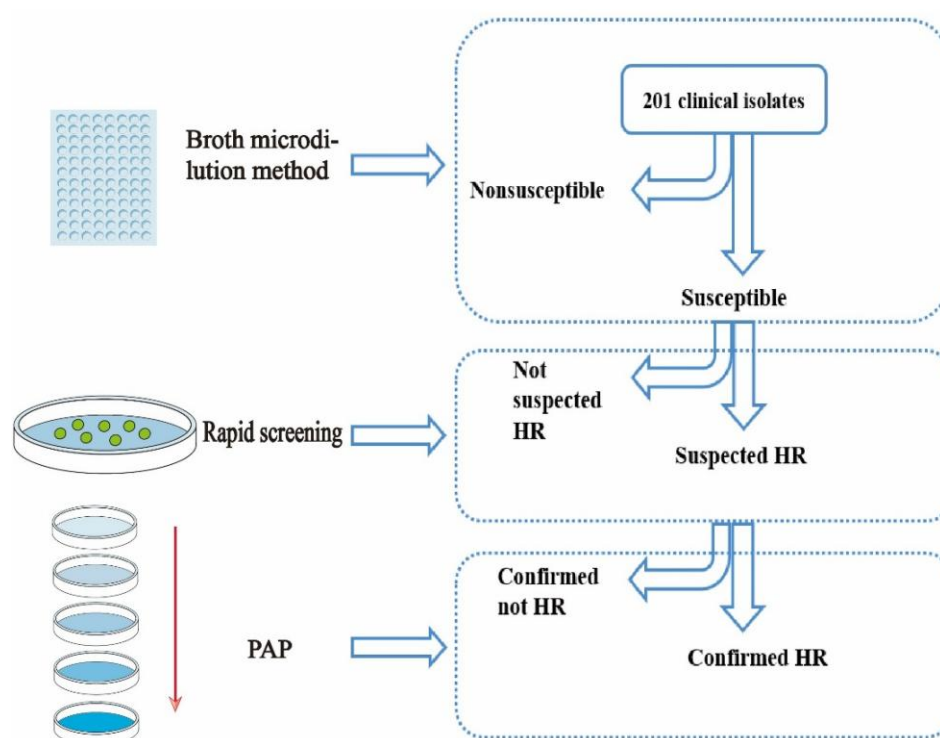 201 clinical isolates
Broth microdi-
lution method
Nonsusceptible
Susceptible
Not
suspected
HR
Rapid screening
Suspected HR
Confirmed
not HR
PAP
Confirmed HR